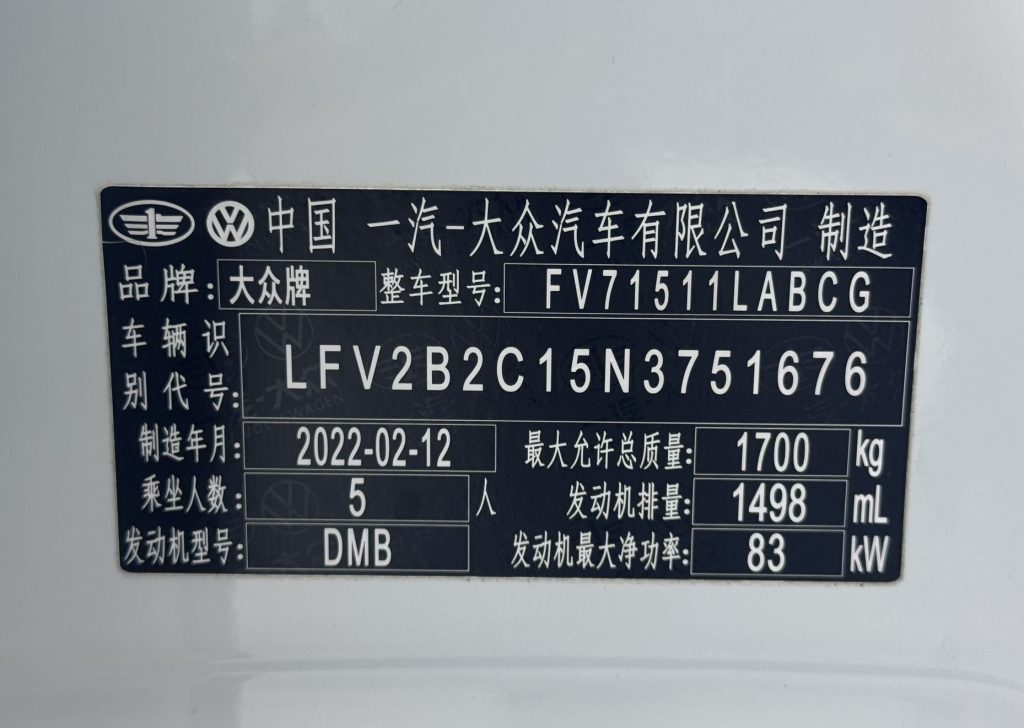 中国 一汽-大众汽车有限公司 制造
品牌: 大众牌 整车型号: FV71511LABCG
车辆识别代号: LFV2B2C15N3751676
制造年月: 2022-02-12 最大允许总质量: 1700 kg
乘坐人数: 5 人 发动机排量: 1498 mL
发动机型号: DMB 发动机最大净功率: 83 kW